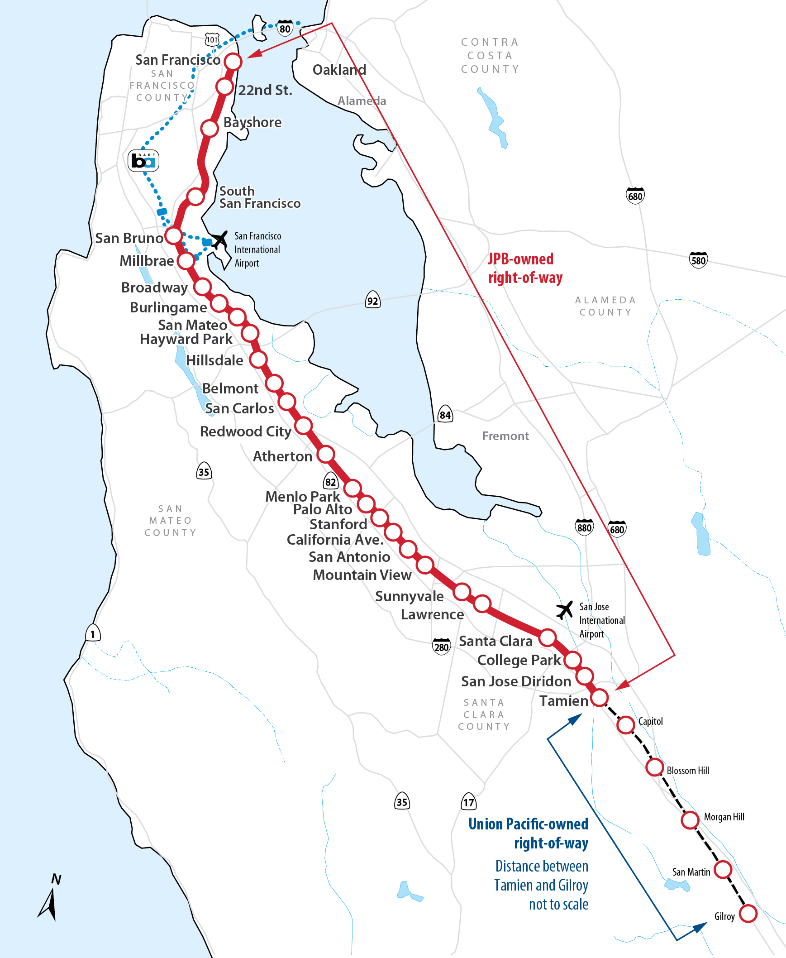 80
101
CONTRA
COSTA
COUNTY
San Francisco
SAN
FRANCISCO
COUNTY
Oakland
22nd St.
Alameda
Bayshore
ba
680
South
San Francisco
San Bruno
San Francisco
International
Airport
Millbrae
JPB-owned
right-of-way
580
Broadway
92
ALAMEDA
COUNTY
Burlingame
San Mateo
Hayward Park
Hillsdale
Belmont
San Carlos
84
Redwood City
Fremont
Atherton
35
82
Menlo Park
Palo Alto
SAN
MATEO
COUNTY
Stanford
880
680
California Ave.
San Antonio
Mountain View
Sunnyvale
Lawrence
San Jose
International
Airport
1
280
Santa Clara
College Park
San Jose Diridon
Tamien
SANTA
CLARA
COUNTY
Capitol
Blossom Hill
35
17
Morgan Hill
Union Pacific-owned
right-of-way
Distance between
Tamien and Gilroy
not to scale
San Martin
N
Gilroy